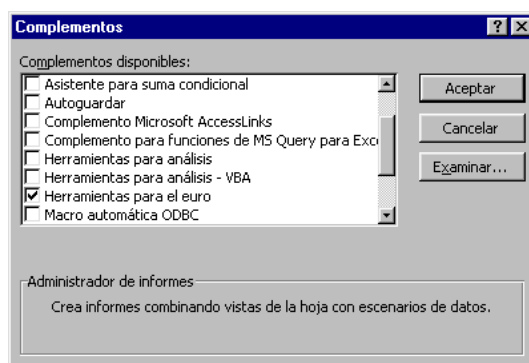 Complementos
Complementos disponibles:
Asistente para suma condicional
Autoguardar
Complemento Microsoft AccessLinks
Complemento para funciones de MS Query para Exc
Herramientas para análisis
Herramientas para análisis - VBA
Herramientas para el euro
Macro automática ODBC
Aceptar
Cancelar
Examinar...
Administrador de informes
Crea informes combinando vistas de la hoja con escenarios de datos.